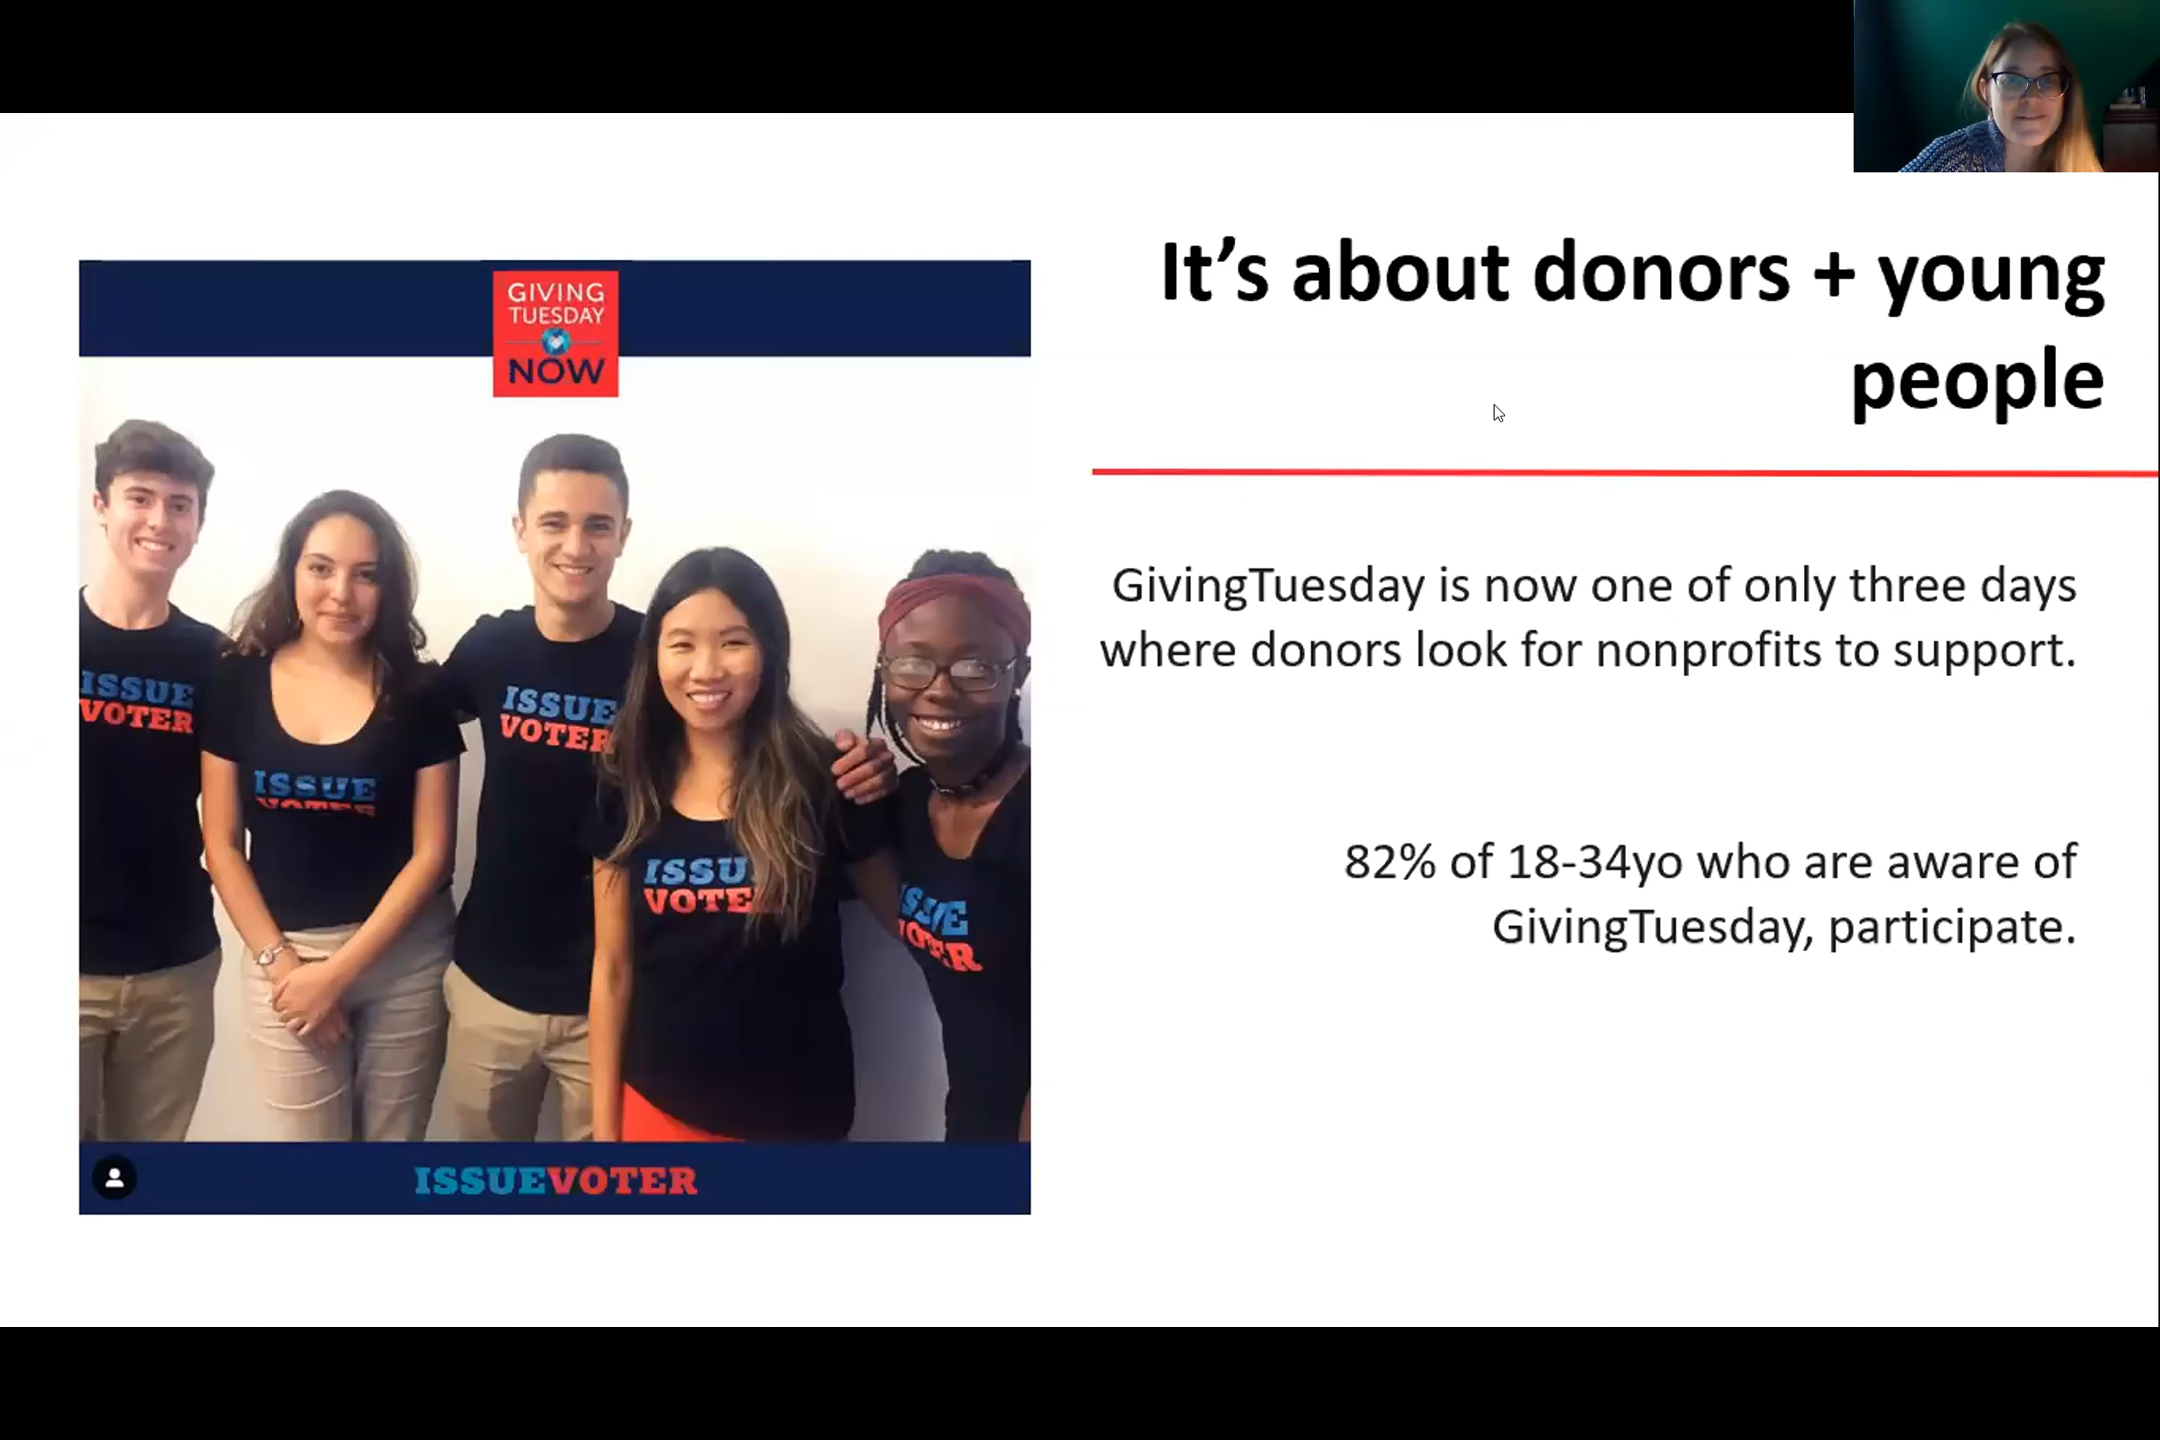 GIVING
TUESDAY
NOW
It’s about donors + young
people
GivingTuesday is now one of only three days
where donors look for nonprofits to support.
82% of 18-34yo who are aware of
GivingTuesday, participate.
ISSUE
VOTER
ISSUE
VOTER
ISSUE
VOTER
ISSU
VOTE
ISSUE
VOTER
ISSUEVOTER